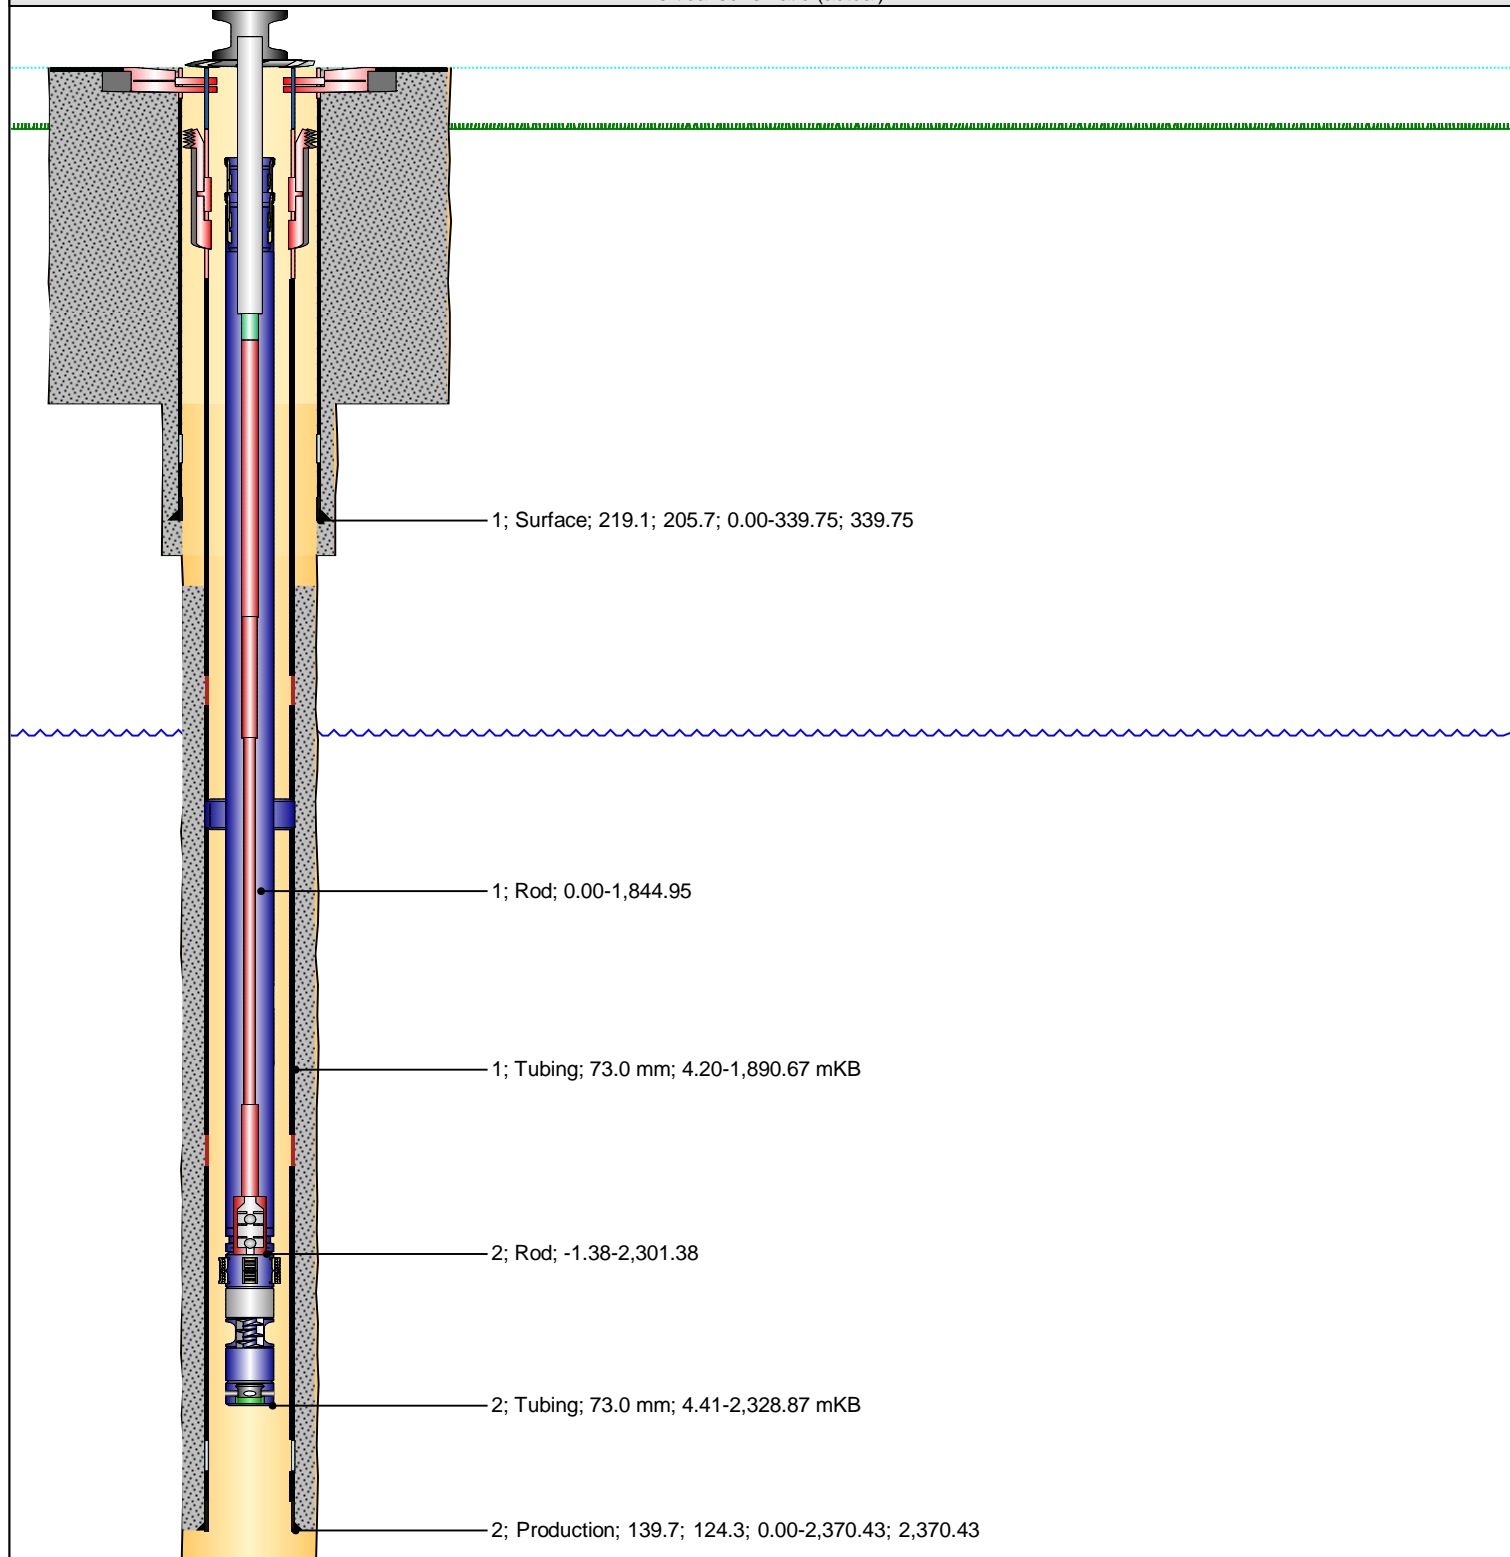 1; Surface; 219.1; 205.7; 0.00-339.75; 339.75
1; Rod; 0.00-1,844.95
1; Tubing; 73.0 mm; 4.20-1,890.67 mKB
2; Rod; -1.38-2,301.38
2; Tubing; 73.0 mm; 4.41-2,328.87 mKB
2; Production; 139.7; 124.3; 0.00-2,370.43; 2,370.43